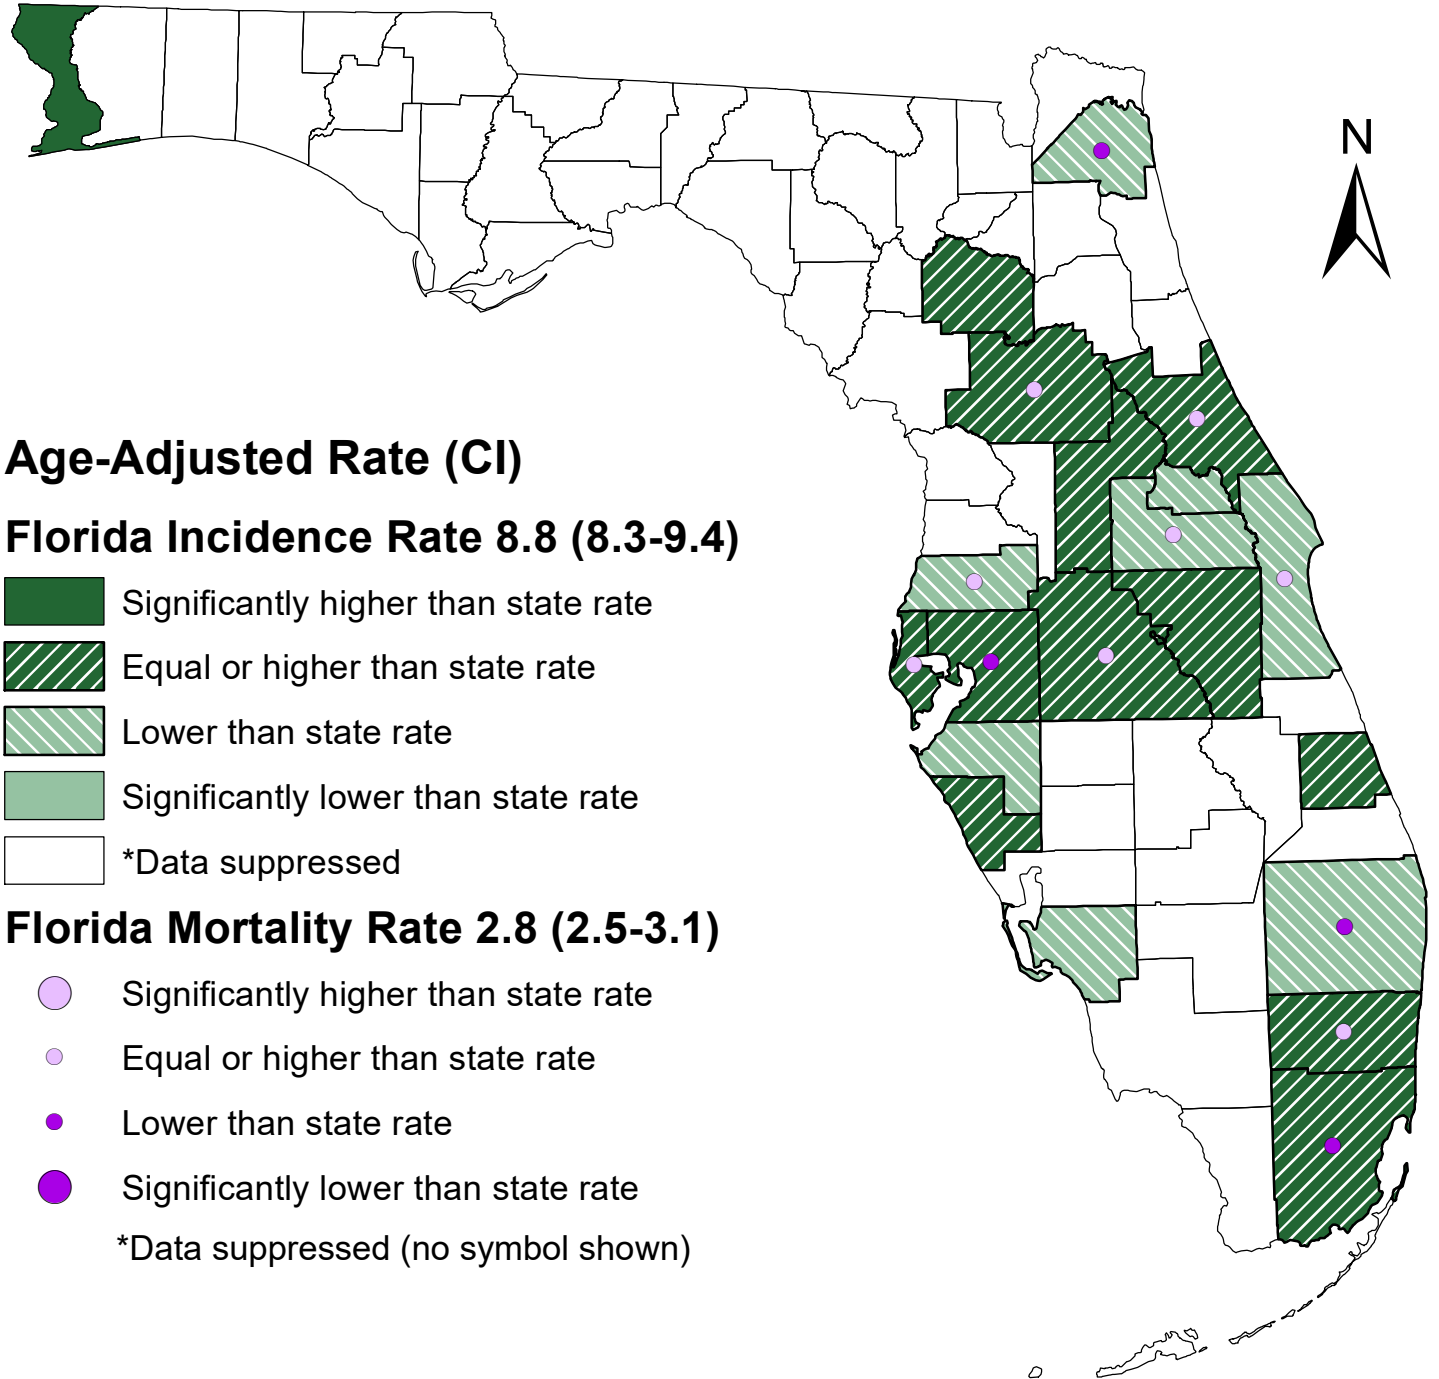 N
Age-Adjusted Rate (CI)
Florida Incidence Rate 8.8 (8.3-9.4)
Significantly higher than state rate
Equal or higher than state rate
Lower than state rate
Significantly lower than state rate
*Data suppressed
Florida Mortality Rate 2.8 (2.5-3.1)
Significantly higher than state rate
Equal or higher than state rate
Lower than state rate
Significantly lower than state rate
*Data suppressed (no symbol shown)